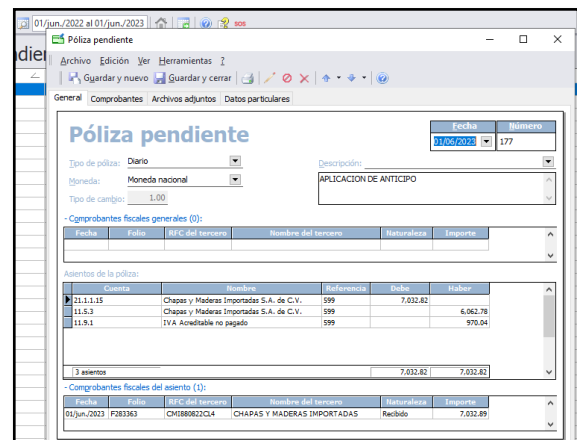 01/jun./2022 al 01/jun./2023 SOS
Póliza pendiente
Archivo Edición Ver Herramientas ?
Guardar y nuevo Guardar y cerrar
General Comprobantes Archivos adjuntos Datos particulares
Póliza pendiente
Fecha Número
01/06/2023 177
Tipo de póliza: Diario Descripción:
Moneda: Moneda nacional APLICACION DE ANTICIPO
Tipo de cambio: 1.00
- Comprobantes fiscales generales (0):
Fecha Folio RFC del tercero Nombre del tercero Naturaleza Importe
Asientos de la póliza:
Cuenta Nombre Referencia Debe Haber
21.1.1.15 Chapas y Maderas Importadas S.A. de C.V. 599 7,032.82
11.5.3 Chapas y Maderas Importadas S.A. de C.V. 599 6,062.78
11.9.1 IVA Acreditable no pagado 599 970.04
3 asientos 7,032.82 7,032.82
- Comprobantes fiscales del asiento (1):
Fecha Folio RFC del tercero Nombre del tercero Naturaleza Importe
01/jun./2023 F283363 CMI880822CL4 CHAPAS Y MADERAS IMPORTADAS Recibido 7,032.89